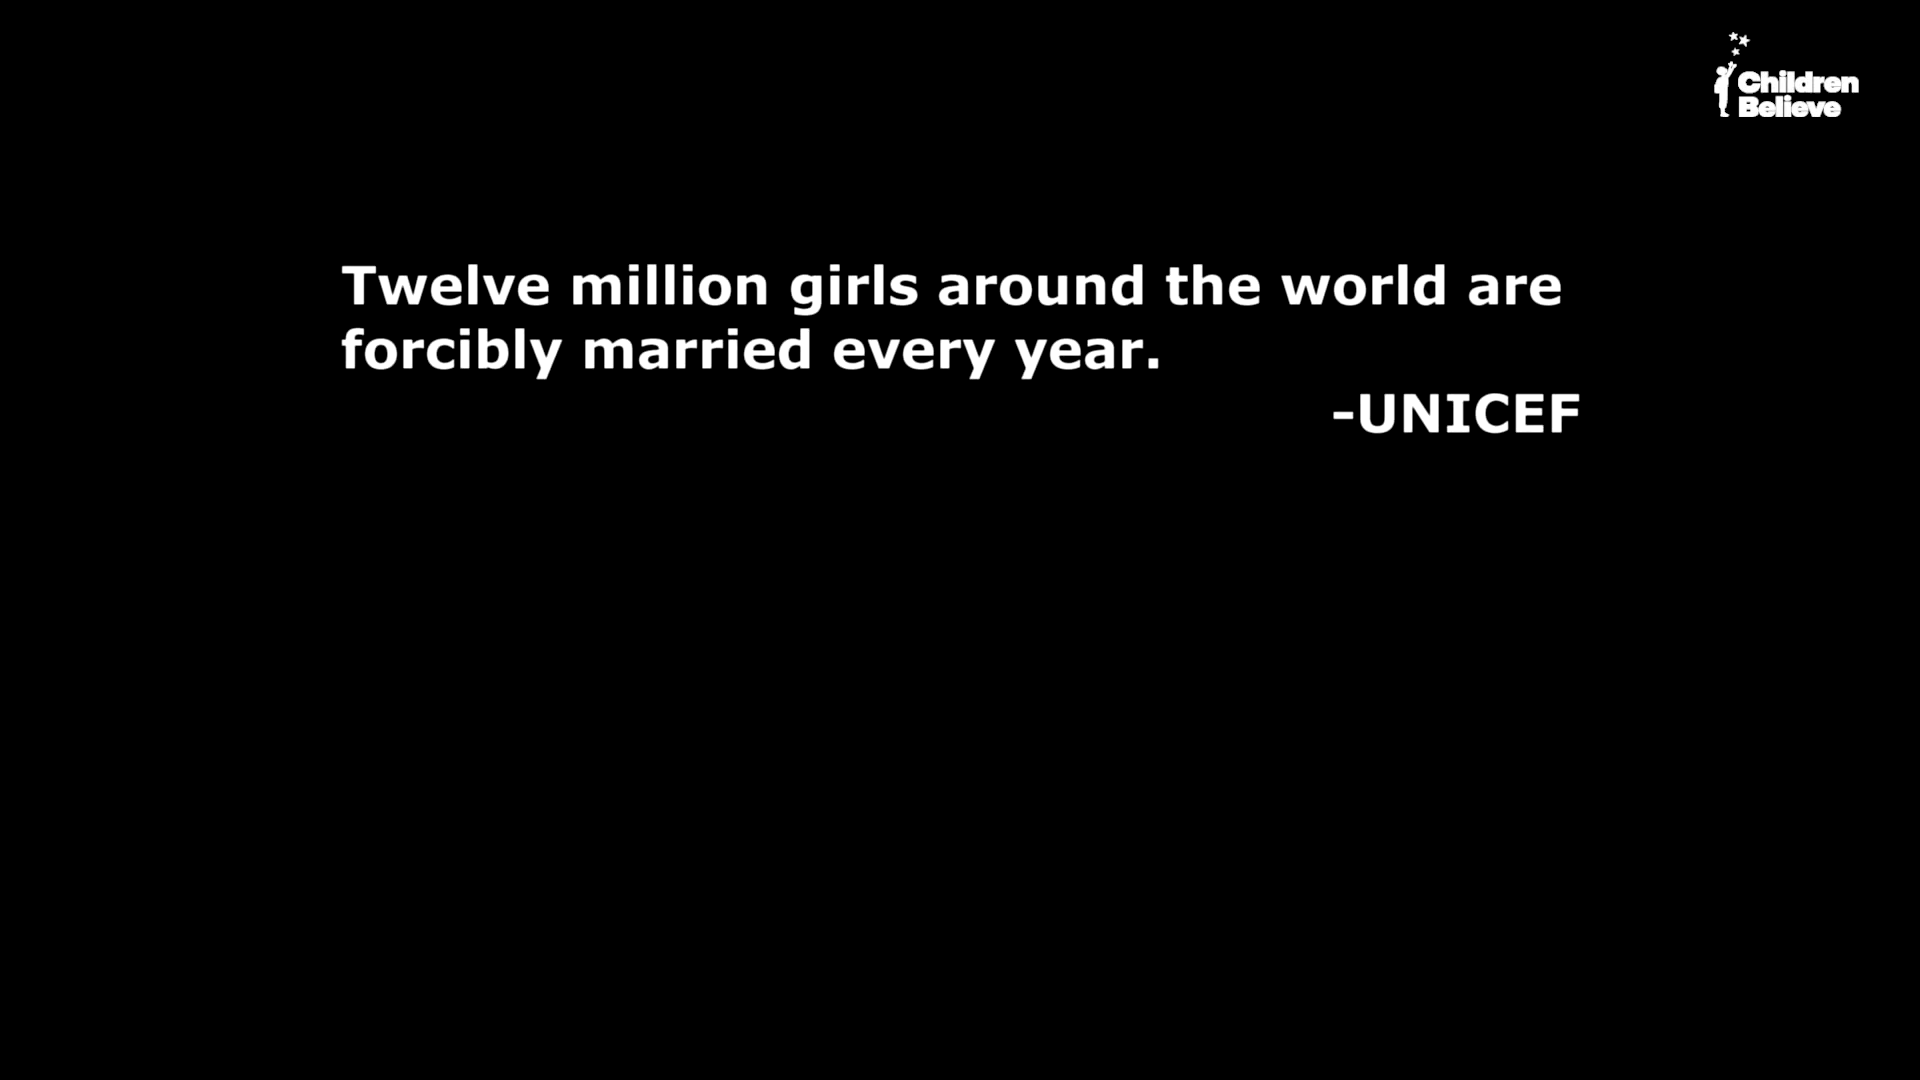 Children
Believe
Twelve million girls around the world are
forcibly married every year.
-UNICEF